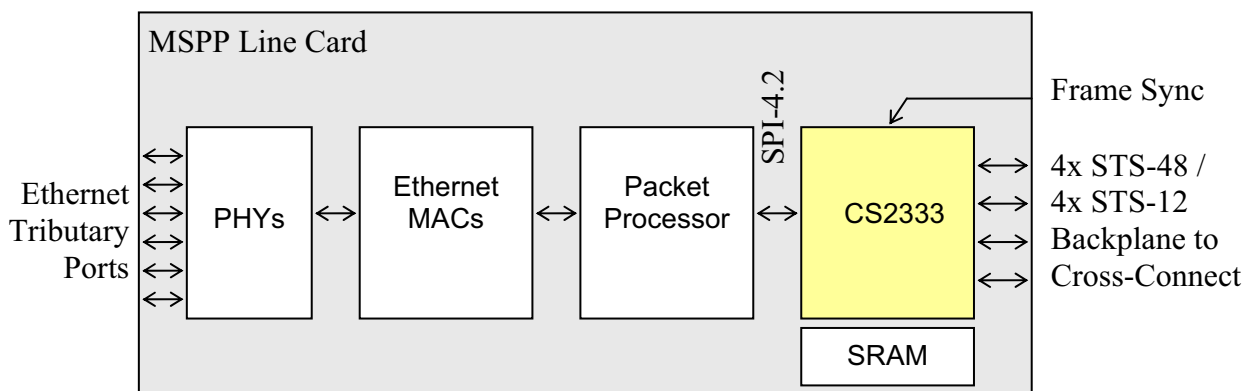 MSPP Line Card
Ethernet
Tributary
Ports
PHYs
Ethernet
MACs
Packet
Processor
SPI-4.2
CS2333
SRAM
Frame Sync
4x STS-48 /
4x STS-12
Backplane to
Cross-Connect